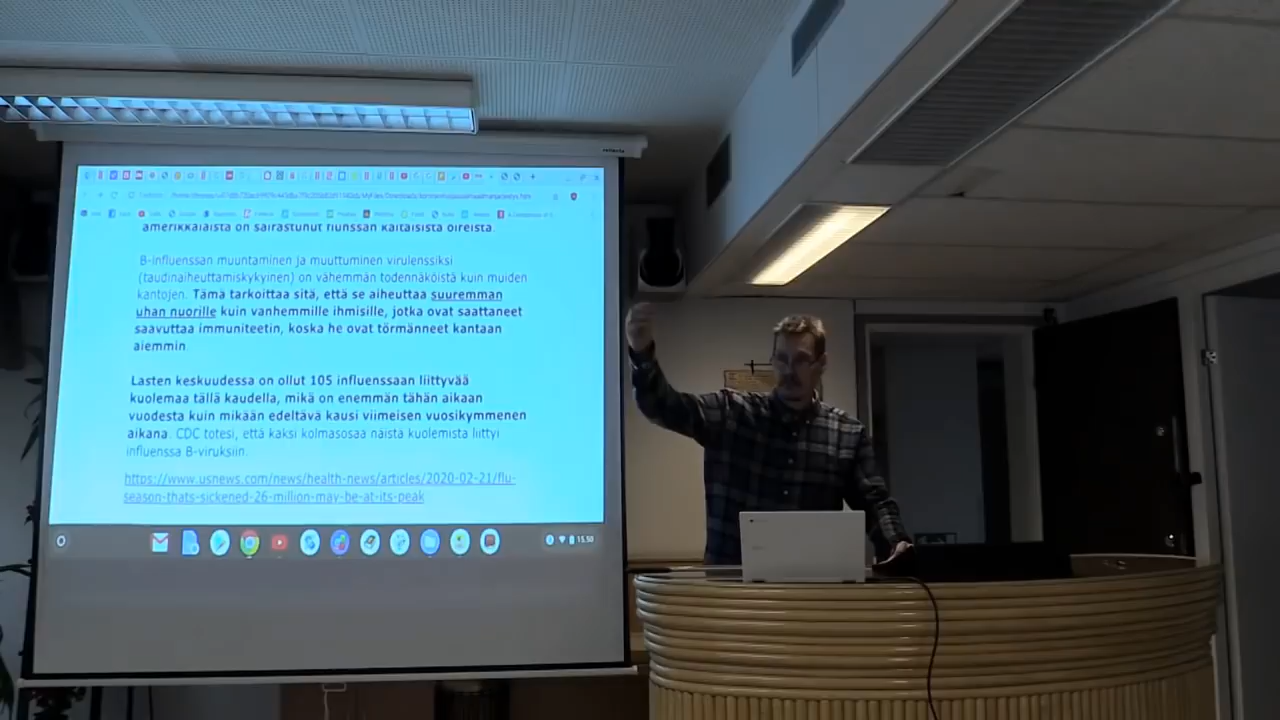 amerikkalaista on sairastunut flunssan kaltaisista oireista.
B-influenssan muuntaminen ja muuttuminen virulenssiksi
(taudinaiheuttamiskykyinen) on vähemmän todennäköistä kuin muiden
kantojen. Tämä tarkoittaa sitä, että se aiheuttaa suuremman
uhan nuorille kuin vanhemmille ihmisille, jotka ovat saattaneet
saavuttaa immuniteetin, koska he ovat törmänneet kantaan
aiemmin.
Lasten keskuudessa on ollut 105 influenssaan liittyvää
kuolemaa tällä kaudella, mikä on enemmän tähän aikaan
vuodesta kuin mikään edeltävä kausi viimeisen vuosikymmenen
aikana. CDC totesi, että kaksi kolmasosaa näistä kuolemista liittyi
influenssa B-viruksiin.
https://www.usnews.com/news/health-news/articles/2020-02-21/flu-
season-thats-sickened-26-million-may-be-at-its-peak
15.50